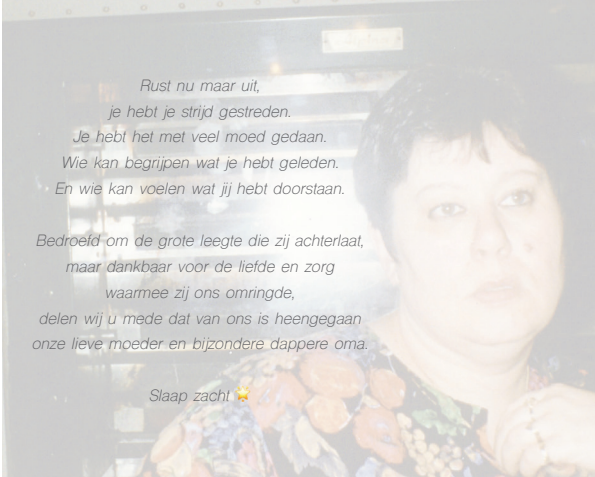 Rust nu maar uit,
je hebt je strijd gestreden.
Je hebt het met veel moed gedaan.
Wie kan begrijpen wat je hebt geleden.
En wie kan voelen wat jij hebt doorstaan.
Bedroefd om de grote leegte die zij achterlaat,
maar dankbaar voor de liefde en zorg
waarmee zij ons omringde,
delen wij u mede dat van ons is heengegaan
onze lieve moeder en bijzondere dappere oma.
Slaap zacht 🌟